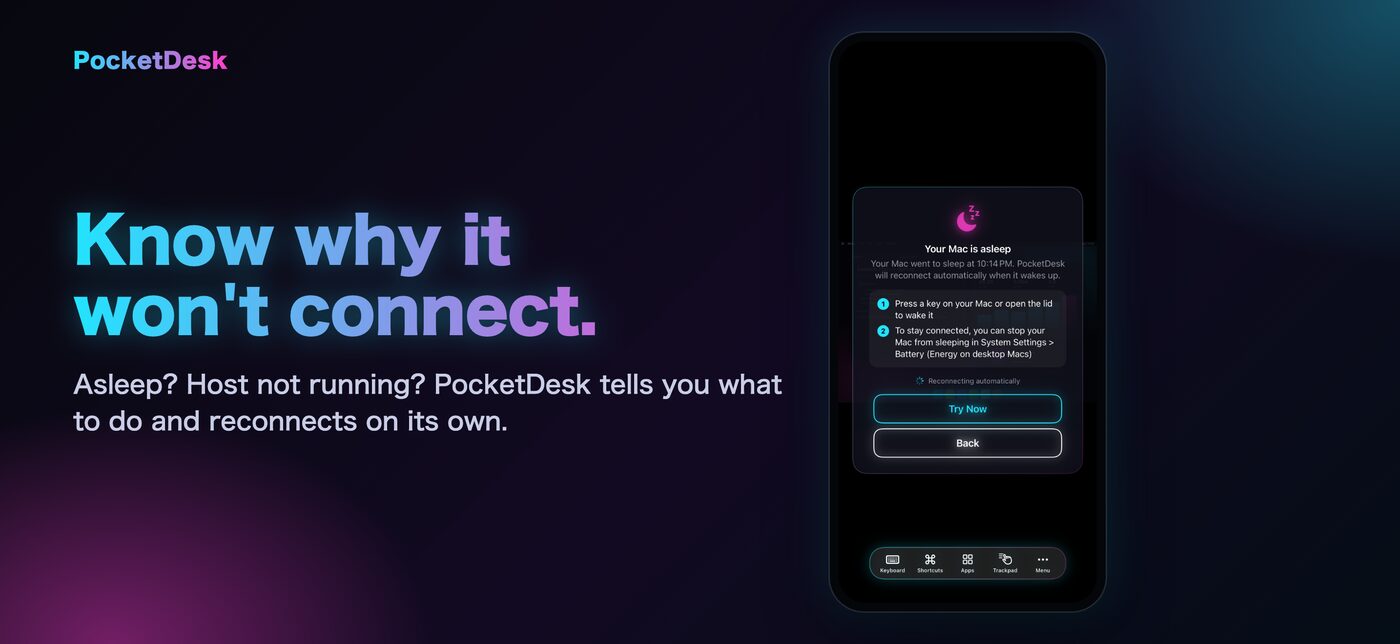 PocketDesk
Know why it
won't connect.
Asleep? Host not running? PocketDesk tells you what
to do and reconnects on its own.
Your Mac is asleep
Your Mac went to sleep at 10:14 PM. PocketDesk
will reconnect automatically when it wakes up.
1 Press a key on your Mac or open the lid
to wake it
2 To stay connected, you can stop your
Mac from sleeping in System Settings >
Battery (Energy on desktop Macs)
Reconnecting automatically
Try Now
Back
Keyboard Shortcuts Apps Trackpad Menu